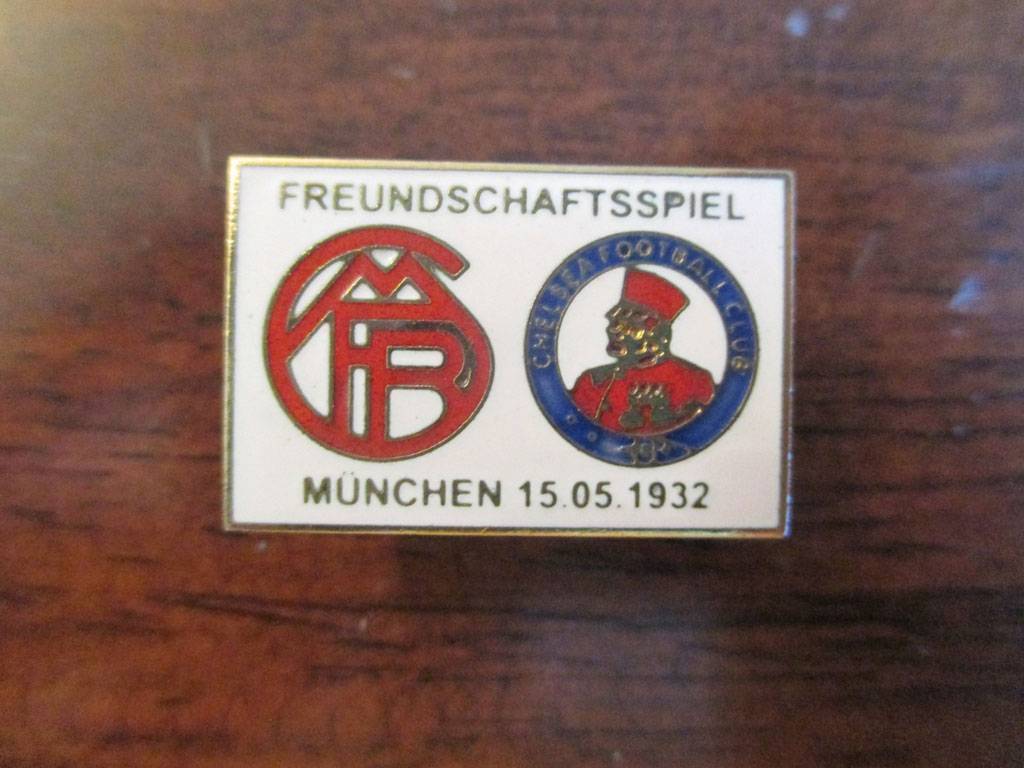 FREUNDSCHAFTSSPIEL
CHELSEA FOOTBALL CLUB
MÜNCHEN 15.05.1932